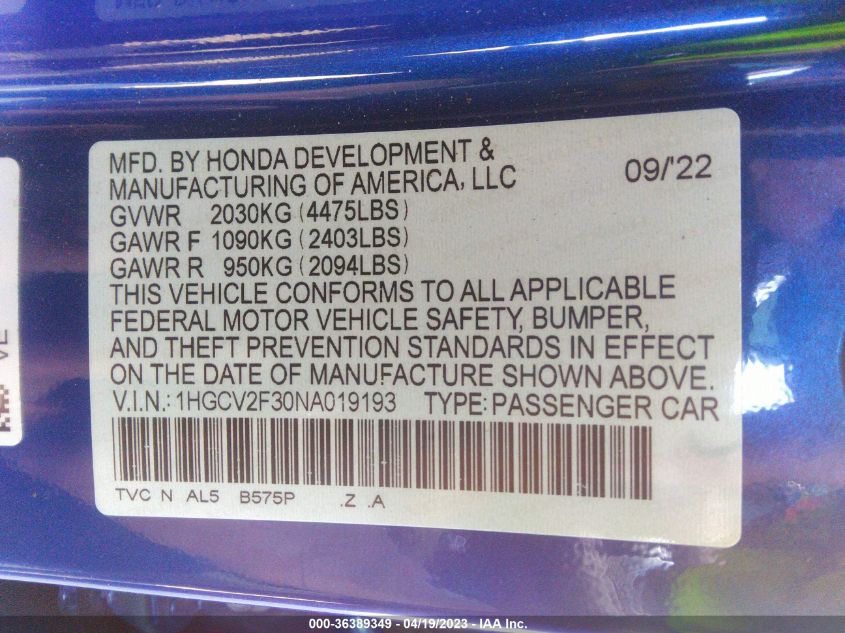 MFD. BY HONDA DEVELOPMENT &
MANUFACTURING OF AMERICA, LLC 09/'22
GVWR 2030KG (4475LBS)
GAWR F 1090KG (2403LBS)
GAWR R 950KG (2094LBS)
THIS VEHICLE CONFORMS TO ALL APPLICABLE
FEDERAL MOTOR VEHICLE SAFETY, BUMPER,
AND THEFT PREVENTION STANDARDS IN EFFECT
ON THE DATE OF MANUFACTURE SHOWN ABOVE.
V.I.N.: 1HGCV2F30NA019193 TYPE: PASSENGER CAR
TVC N AL5 B575P .Z .A
000-36389349 - 04/19/2023 - IAA Inc.